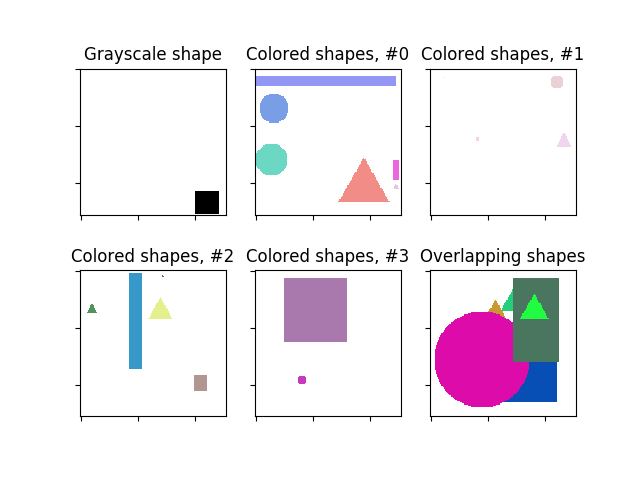 Grayscale shape
Colored shapes, #0
Colored shapes, #1
Colored shapes, #2
Colored shapes, #3
Overlapping shapes